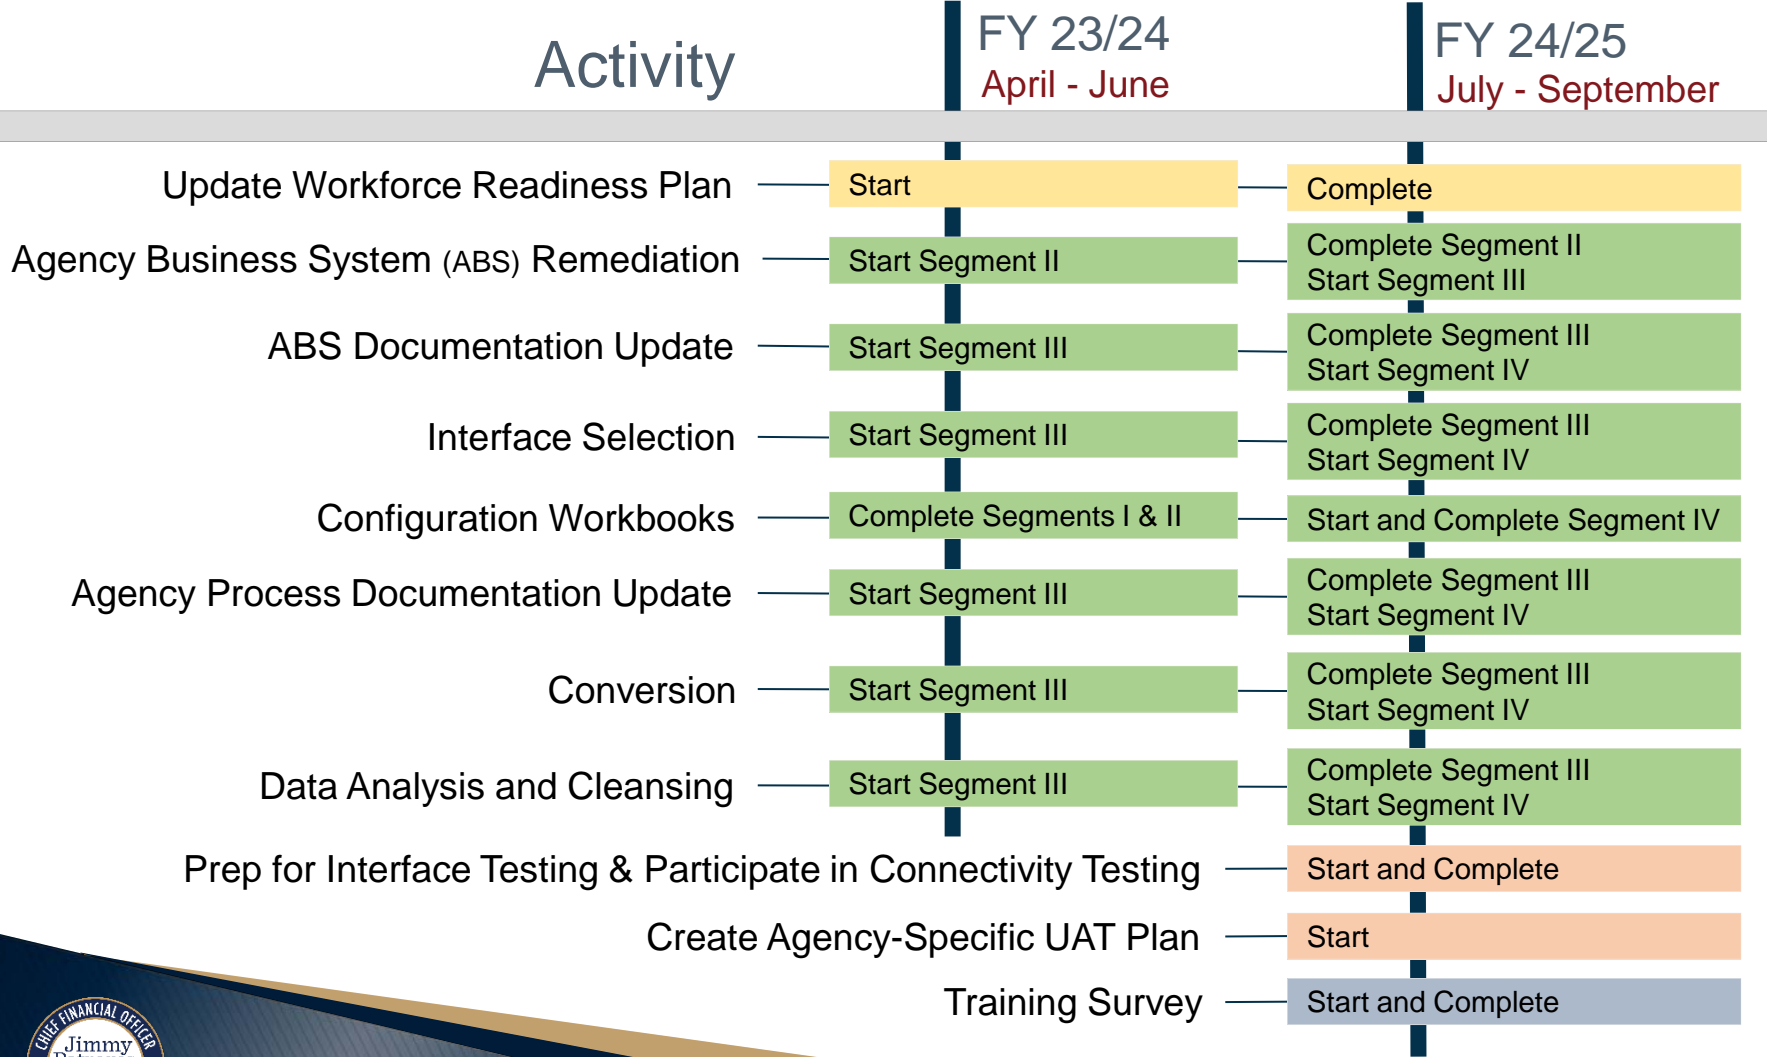 Activity
FY 23/24
April - June
FY 24/25
July - September
Update Workforce Readiness Plan
Start
Complete
Agency Business System (ABS) Remediation
Start Segment II
Complete Segment II
Start Segment III
ABS Documentation Update
Start Segment III
Complete Segment III
Start Segment IV
Interface Selection
Start Segment III
Complete Segment III
Start Segment IV
Configuration Workbooks
Complete Segments I & II
Start and Complete Segment IV
Agency Process Documentation Update
Start Segment III
Complete Segment III
Start Segment IV
Conversion
Start Segment III
Complete Segment III
Start Segment IV
Data Analysis and Cleansing
Start Segment III
Complete Segment III
Start Segment IV
Prep for Interface Testing & Participate in Connectivity Testing
Start and Complete
Create Agency-Specific UAT Plan
Start
Training Survey
Start and Complete
CHIEF FINANCIAL OFFICER
Jimmy